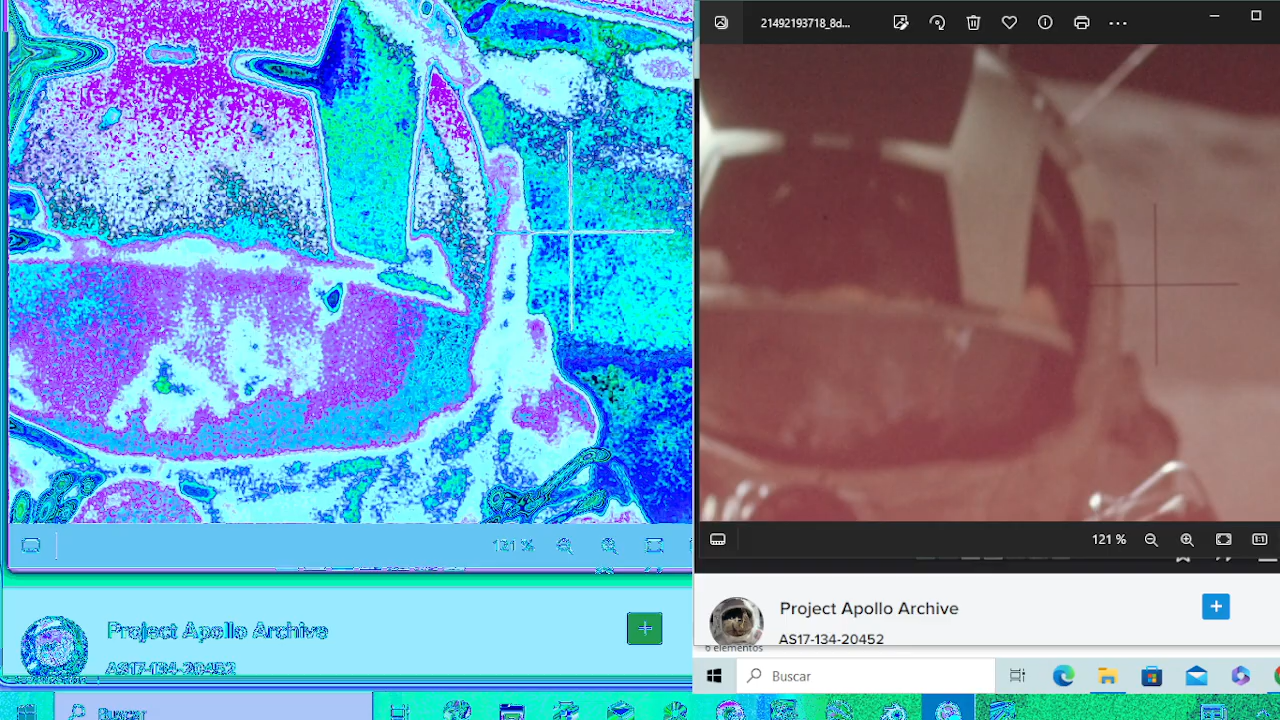 21492193718_8d...
121 %
121 %
Project Apollo Archive
AS17-134-20452
Project Apollo Archive
AS17-134-20452
6 elementos
Buscar
Buscar